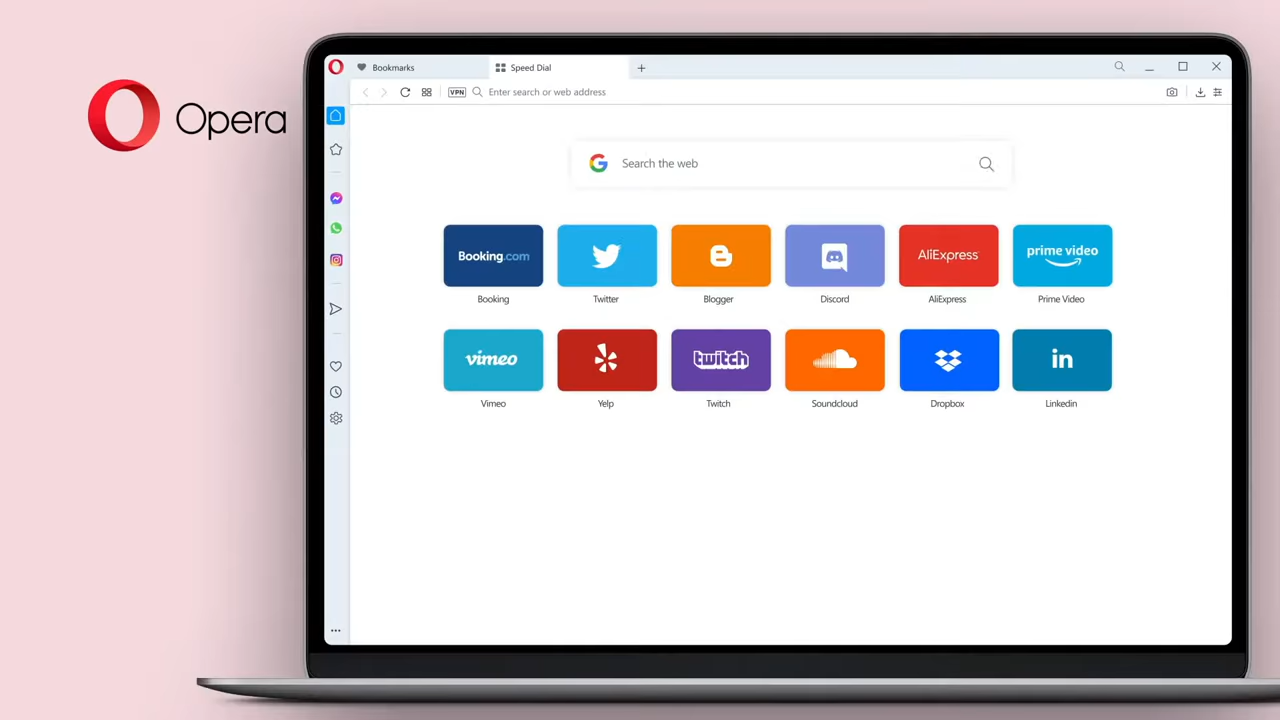 Opera
Bookmarks
Speed Dial
VPN
Enter search or web address
Search the web
Booking.com
AliExpress
prime video
Booking
Twitter
Blogger
Discord
AliExpress
Prime Video
vimeo
twitch
in
Vimeo
Yelp
Twitch
Soundcloud
Dropbox
Linkedin